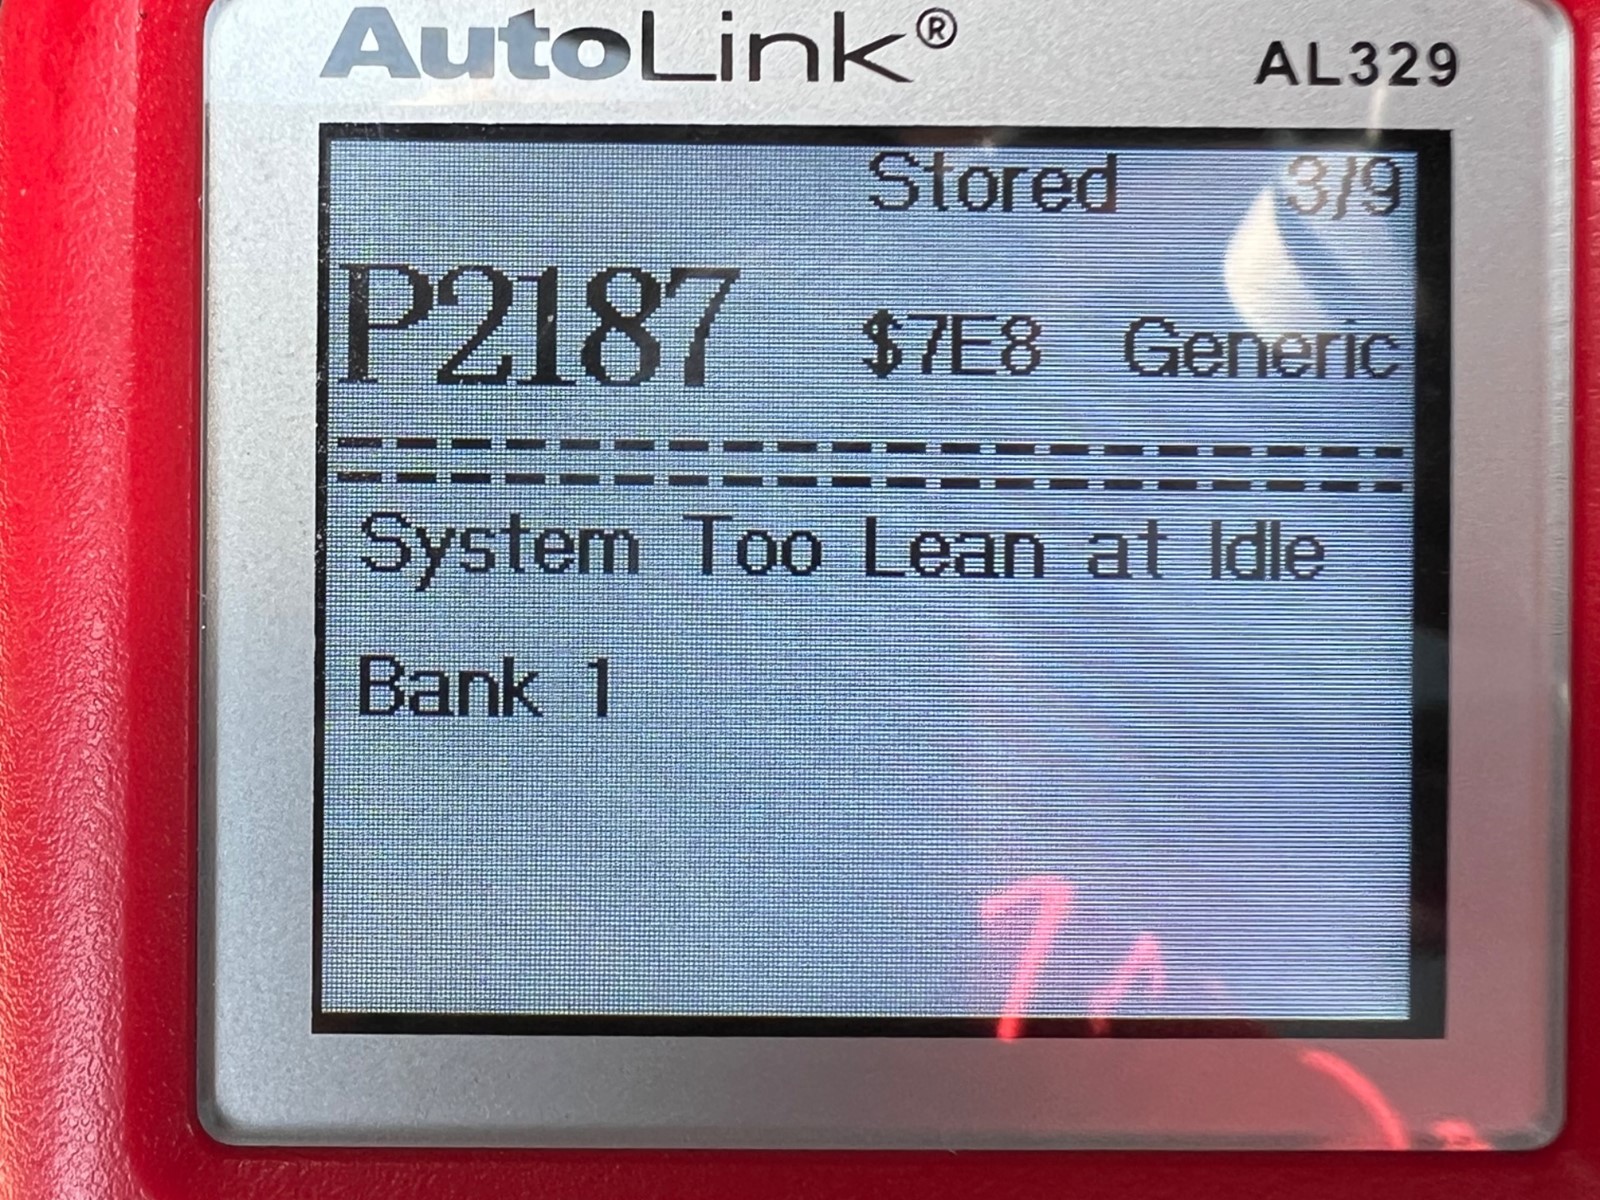 AutoLink® AL329
Stored 3/9
P2187 $7E8 Generic
System Too Lean at Idle
Bank 1